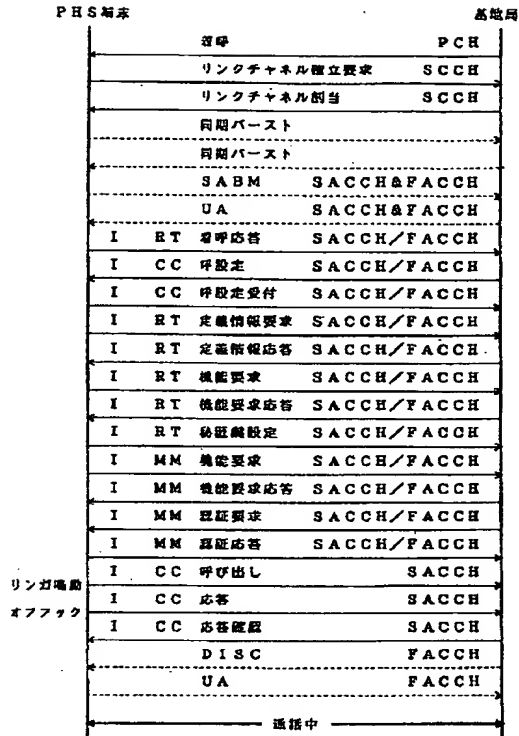 PHS端末 基地局
着呼 PCH
リンクチャネル確立要求 SCCH
リンクチャネル割当 SCCH
同期バースト
同期バースト
SABM SACCH&FACCH
UA SACCH&FACCH
I RT 着呼応答 SACCH/FACCH
I CC 呼設定 SACCH/FACCH
I CC 呼設定受付 SACCH/FACCH
I RT 定義情報要求 SACCH/FACCH
I RT 定義情報応答 SACCH/FACCH
I RT 機能要求 SACCH/FACCH
I RT 機能要求応答 SACCH/FACCH
I RT 秘匿鍵設定 SACCH/FACCH
I MM 機能要求 SACCH/FACCH
I MM 機能要求応答 SACCH/FACCH
I MM 認証要求 SACCH/FACCH
I MM 認証応答 SACCH/FACCH
I CC 呼び出し SACCH
リンガ鳴動
I CC 応答 SACCH
オフフック
I CC 応答確認 SACCH
DISC FACCH
UA FACCH
通話中